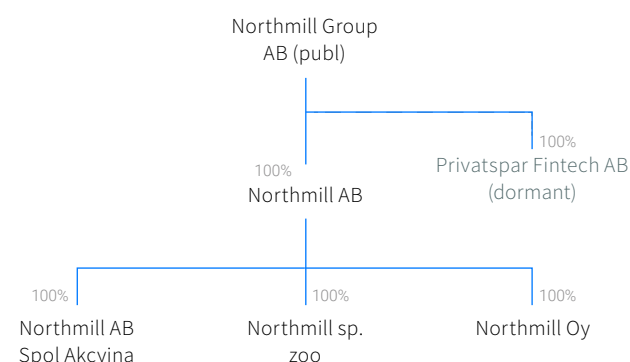 Northmill Group
AB (publ)
100%
100%
Privatspar Fintech AB
Northmill AB
(dormant)
100%
100%
100%
Northmill AB
Northmill sp.
Northmill Oy
Spol Akcyjna
zoo